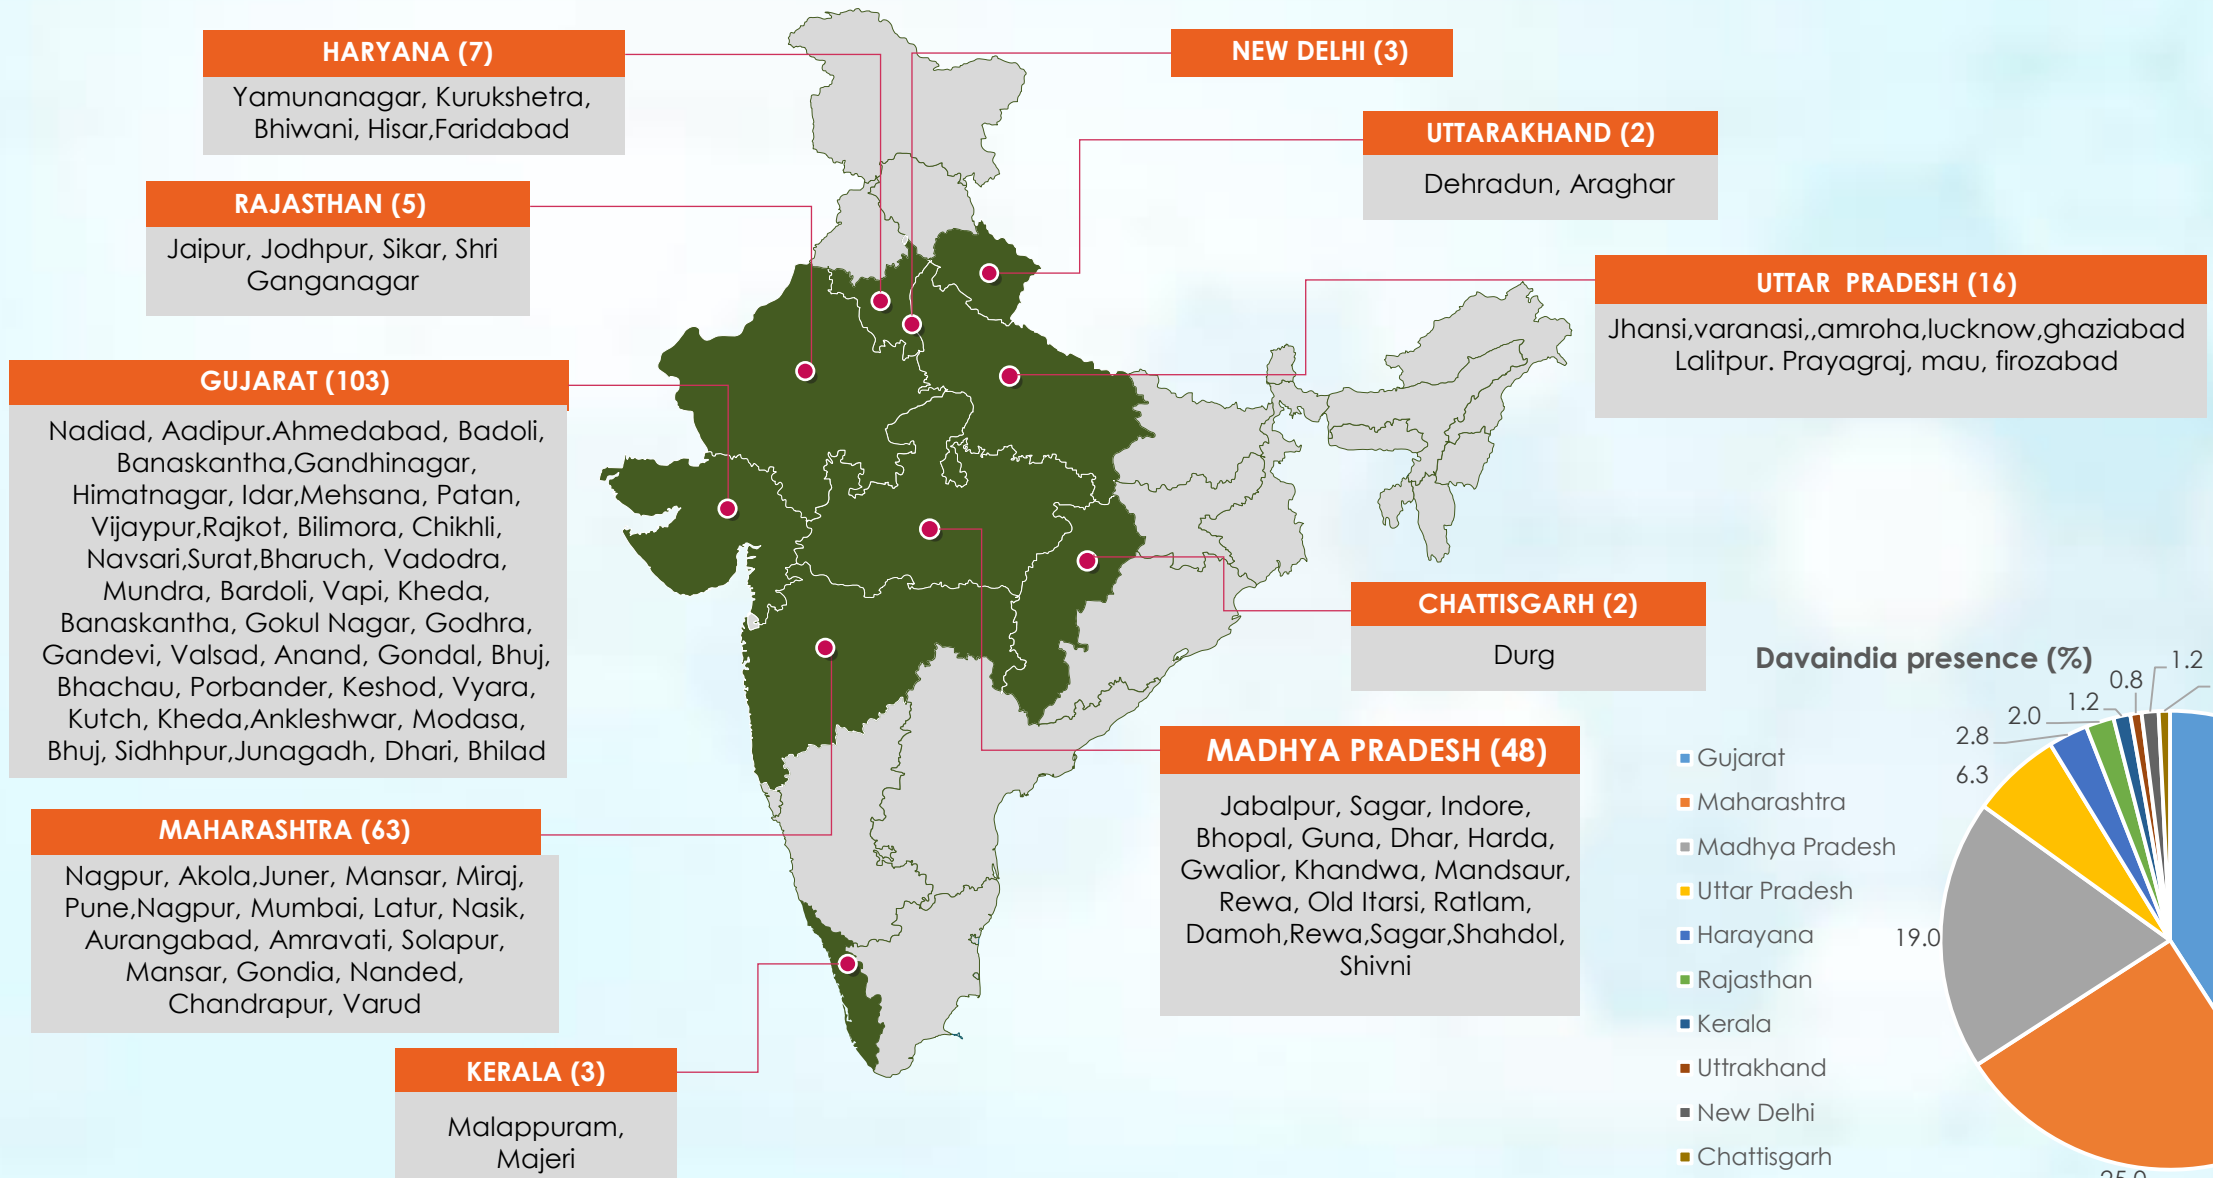 HARYANA (7)
Yamunanagar, Kurukshetra,
Bhiwani, Hisar,Faridabad
NEW DELHI (3)
UTTARAKHAND (2)
Dehradun, Araghar
RAJASTHAN (5)
Jaipur, Jodhpur, Sikar, Shri
Ganganagar
UTTAR  PRADESH (16)
Jhansi,varanasi,,amroha,lucknow,ghaziabad
Lalitpur. Prayagraj, mau, firozabad
GUJARAT (103)
Nadiad, Aadipur.Ahmedabad, Badoli,
Banaskantha,Gandhinagar,
Himatnagar, Idar,Mehsana, Patan,
Vijaypur,Rajkot, Bilimora, Chikhli,
Navsari,Surat,Bharuch, Vadodra,
Mundra, Bardoli, Vapi, Kheda,
Banaskantha, Gokul Nagar, Godhra,
Gandevi, Valsad, Anand, Gondal, Bhuj,
Bhachau, Porbander, Keshod, Vyara,
Kutch, Kheda,Ankleshwar, Modasa,
Bhuj, Sidhhpur,Junagadh, Dhari, Bhilad
CHATTISGARH (2)
Durg
MADHYA PRADESH (48)
Jabalpur, Sagar, Indore,
Bhopal, Guna, Dhar, Harda,
Gwalior, Khandwa, Mandsaur,
Rewa, Old Itarsi, Ratlam,
Damoh,Rewa,Sagar,Shahdol,
Shivni
MAHARASHTRA (63)
Nagpur, Akola,Juner, Mansar, Miraj,
Pune,Nagpur, Mumbai, Latur, Nasik,
Aurangabad, Amravati, Solapur,
Mansar, Gondia, Nanded,
Chandrapur, Varud
KERALA (3)
Malappuram,
Majeri
Davaindia presence (%)
1.2
0.8
1.2
2.0
2.8
6.3
19.0
25.0
Gujarat
Maharashtra
Madhya Pradesh
Uttar Pradesh
Harayana
Rajasthan
Kerala
Uttrakhand
New Delhi
Chattisgarh